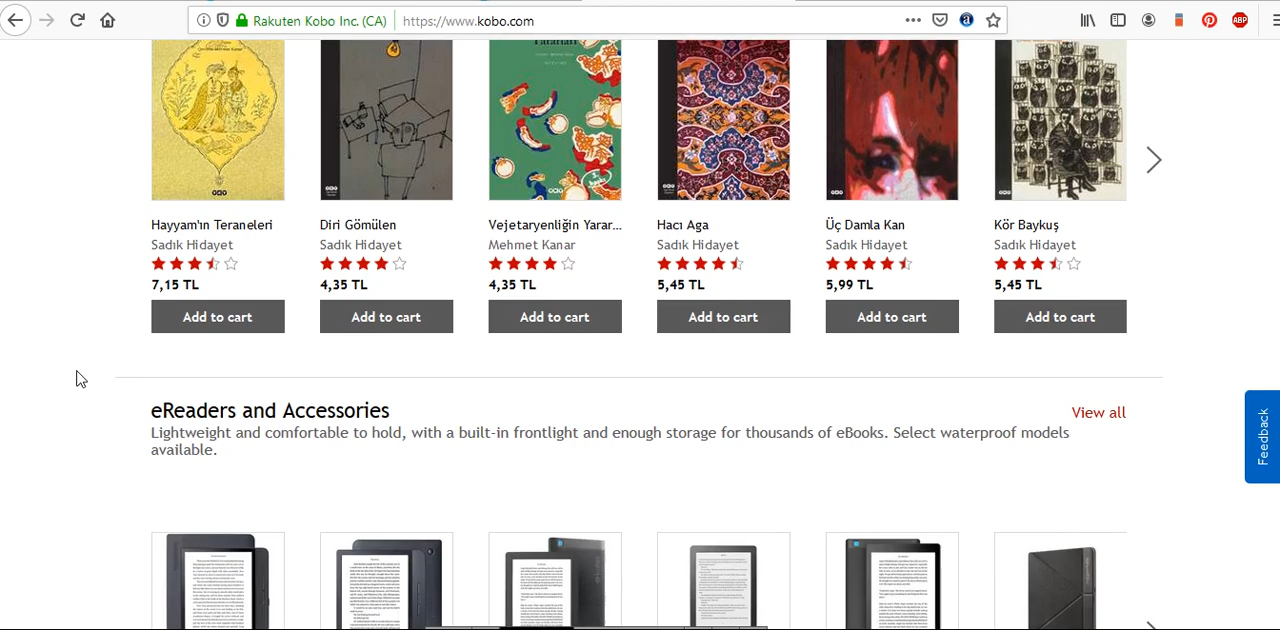 Rakuten Kobo Inc. (CA) https://www.kobo.com
ABP
Hayyam'ın Teraneleri
Diri Gömülen
Vejetaryenliğin Yarar...
Hacı Aga
Üç Damla Kan
Kör Baykuş
Sadık Hidayet
Sadık Hidayet
Mehmet Kanar
Sadık Hidayet
Sadık Hidayet
Sadık Hidayet
7,15 TL
4,35 TL
4,35 TL
5,45 TL
5,99 TL
5,45 TL
Add to cart
Add to cart
Add to cart
Add to cart
Add to cart
Add to cart
eReaders and Accessories
View all
Lightweight and comfortable to hold, with a built-in frontlight and enough storage for thousands of eBooks. Select waterproof models
available.
Feedback